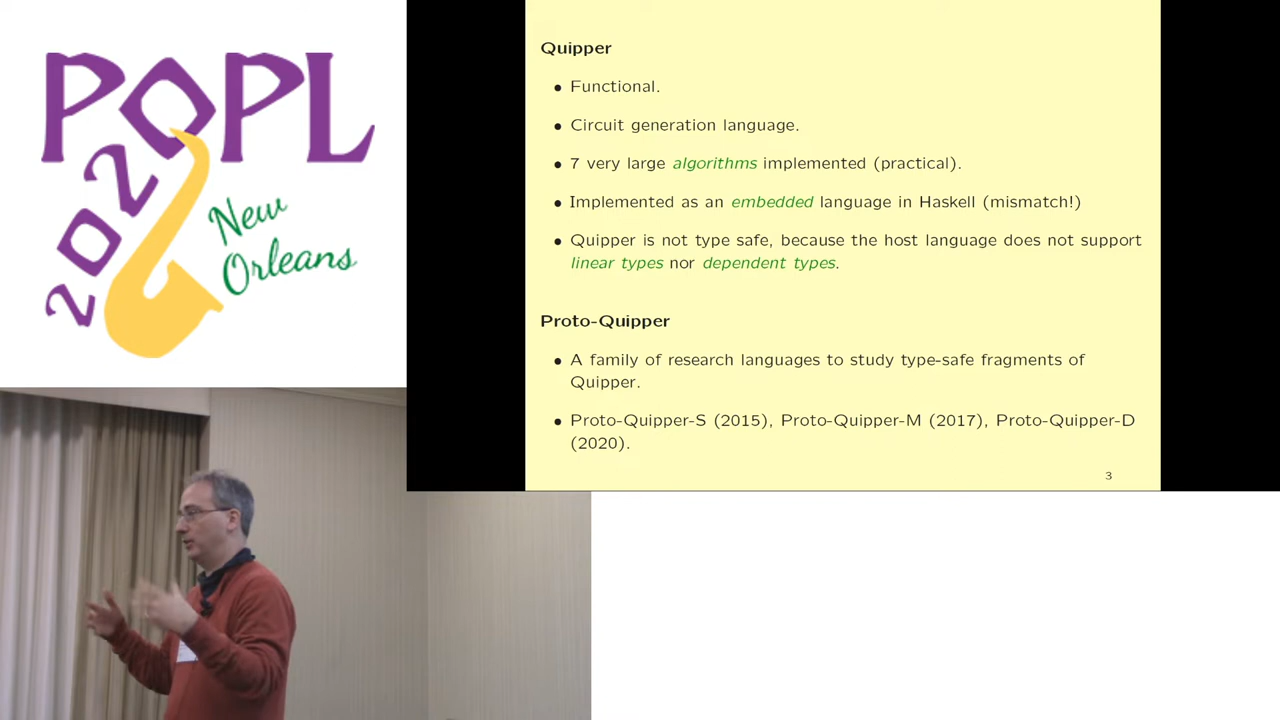 POPL
2020
New
Orleans
Quipper
• Functional.
• Circuit generation language.
• 7 very large algorithms implemented (practical).
• Implemented as an embedded language in Haskell (mismatch!)
• Quipper is not type safe, because the host language does not support
linear types nor dependent types.
Proto-Quipper
• A family of research languages to study type-safe fragments of
Quipper.
• Proto-Quipper-S (2015), Proto-Quipper-M (2017), Proto-Quipper-D
(2020).
3